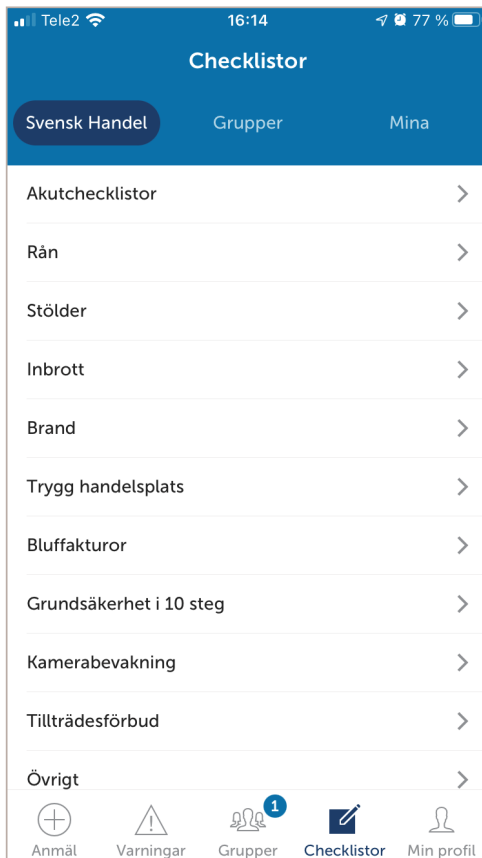 Tele2 16:14 77 %
Checklistor
Svensk Handel Grupper Mina
Akutchecklistor
Rån
Stölder
Inbrott
Brand
Trygg handelsplats
Bluffakturor
Grundsäkerhet i 10 steg
Kamerabevakning
Tillträdesförbud
Övrigt
1
Anmäl Varningar Grupper Checklistor Min profil